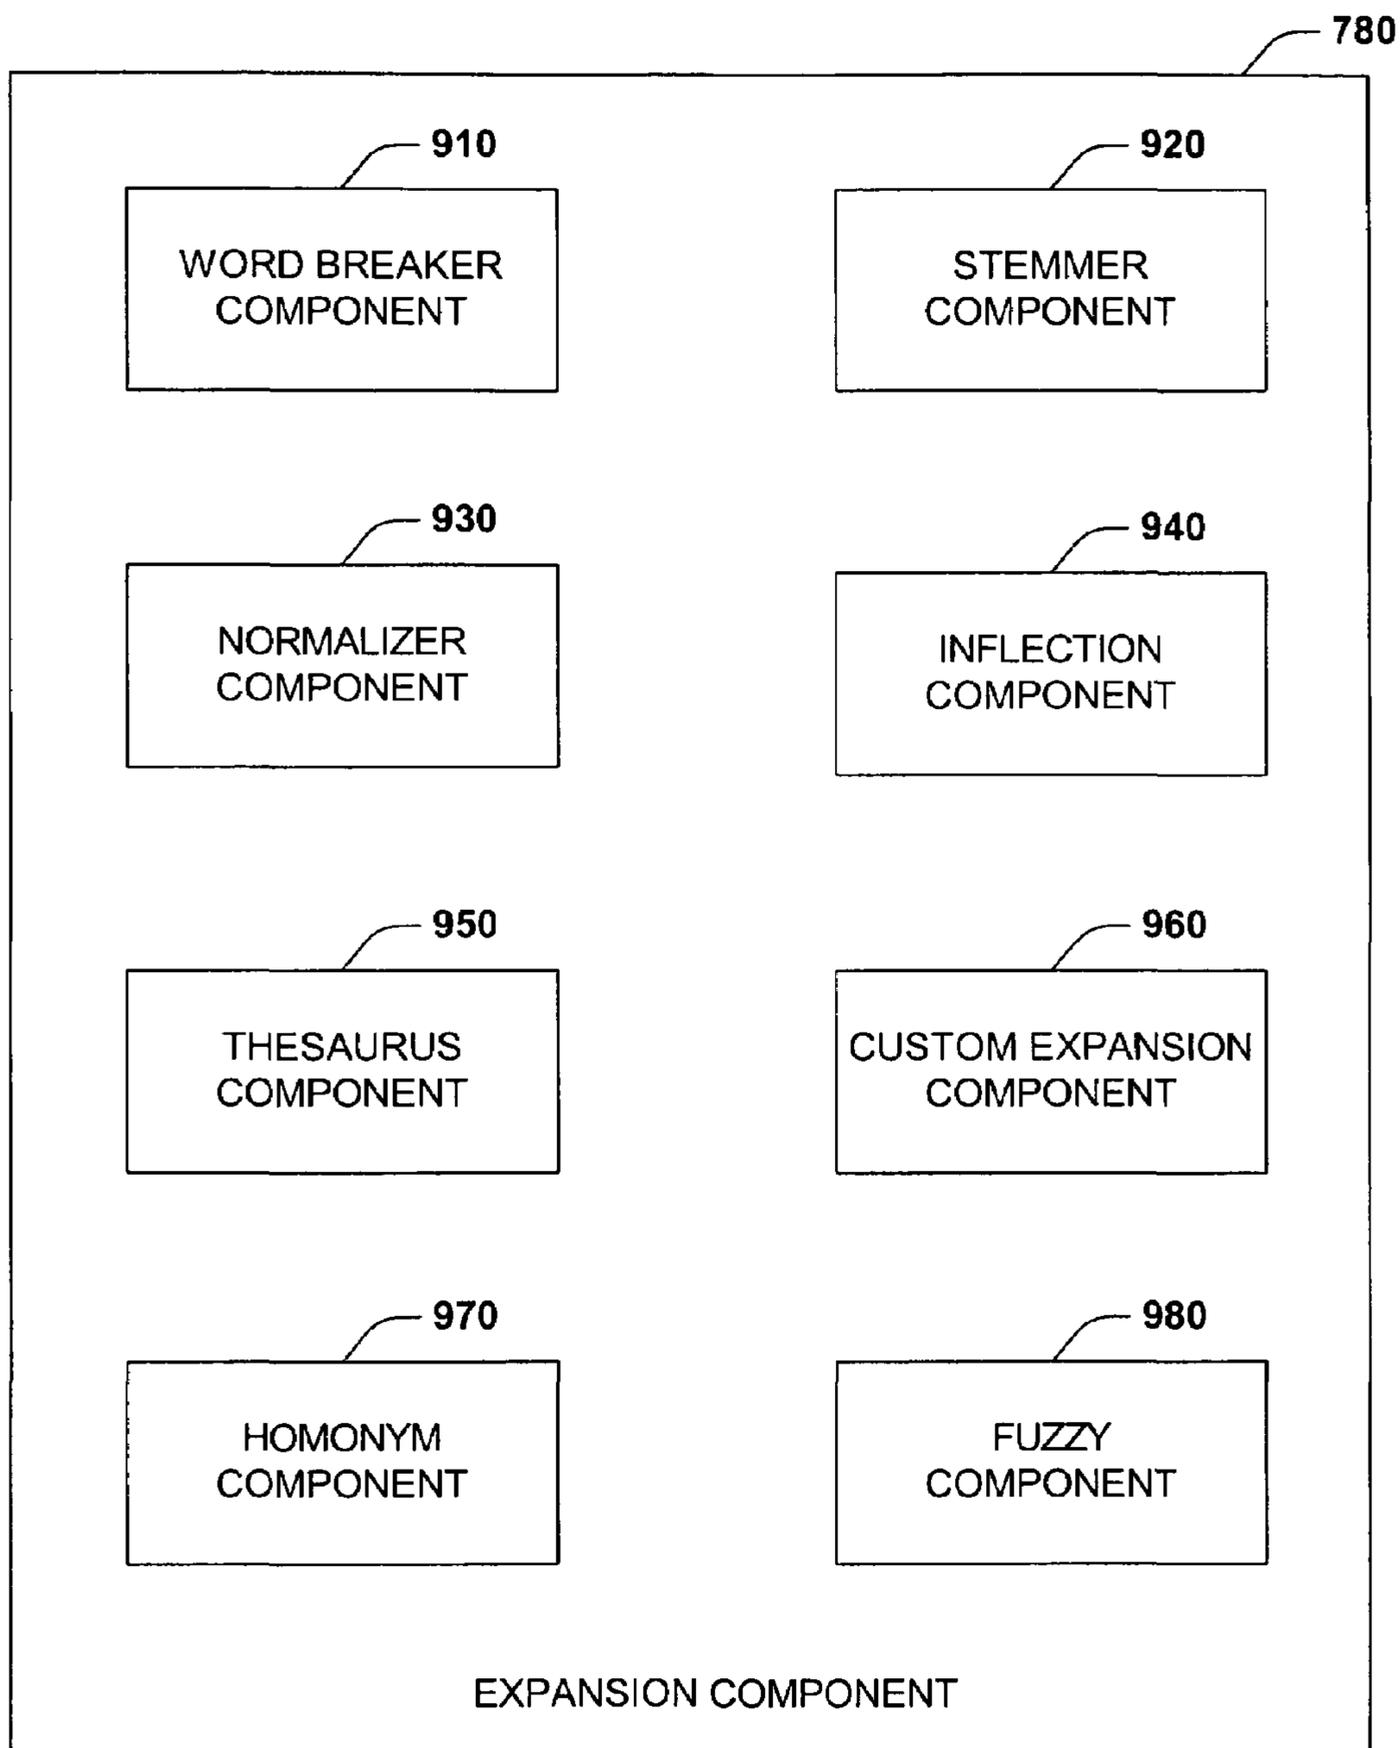 780
910
920
WORD BREAKER
COMPONENT
STEMMER
COMPONENT
930
940
NORMALIZER
COMPONENT
INFLECTION
COMPONENT
950
960
THESAURUS
COMPONENT
CUSTOM EXPANSION
COMPONENT
970
980
HOMONYM
COMPONENT
FUZZY
COMPONENT
EXPANSION COMPONENT